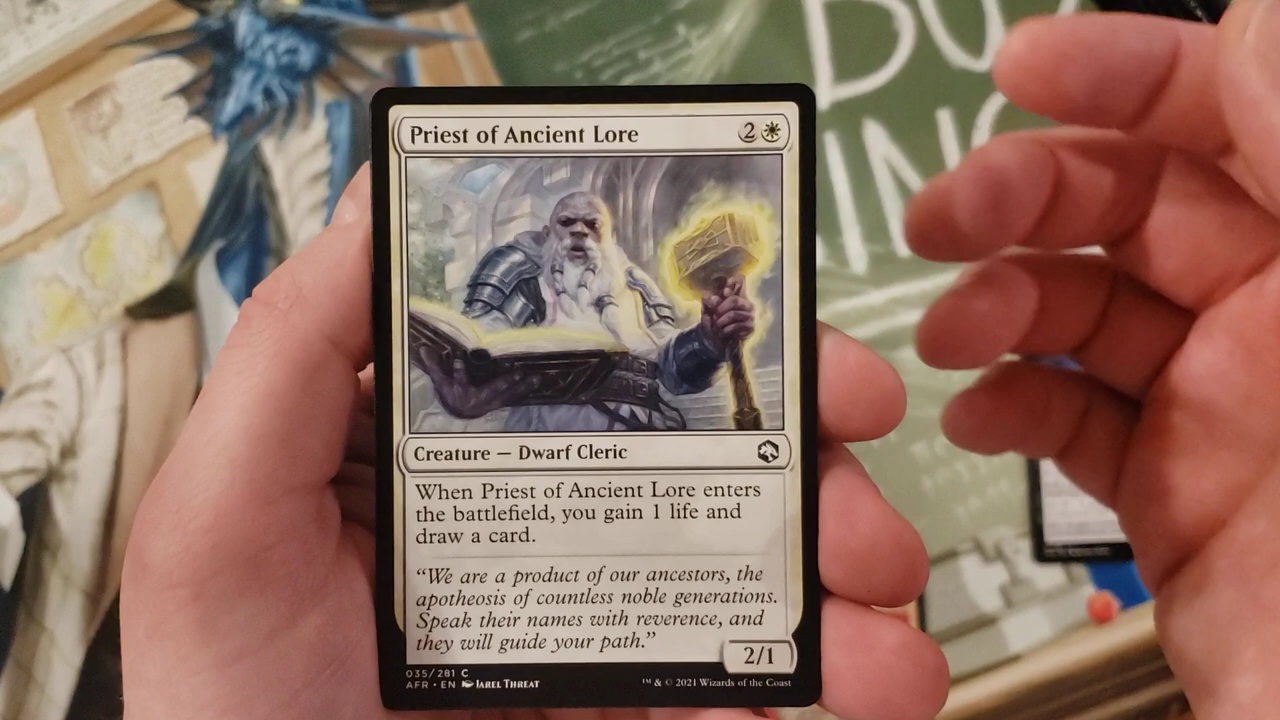 Priest of Ancient Lore 2
Creature — Dwarf Cleric
When Priest of Ancient Lore enters
the battlefield, you gain 1 life and
draw a card.
“We are a product of our ancestors, the
apotheosis of countless noble generations.
Speak their names with reverence, and
they will guide your path.”
2/1
035/281 C
AFR • EN JAREL THREAT
™ & © 2021 Wizards of the Coast